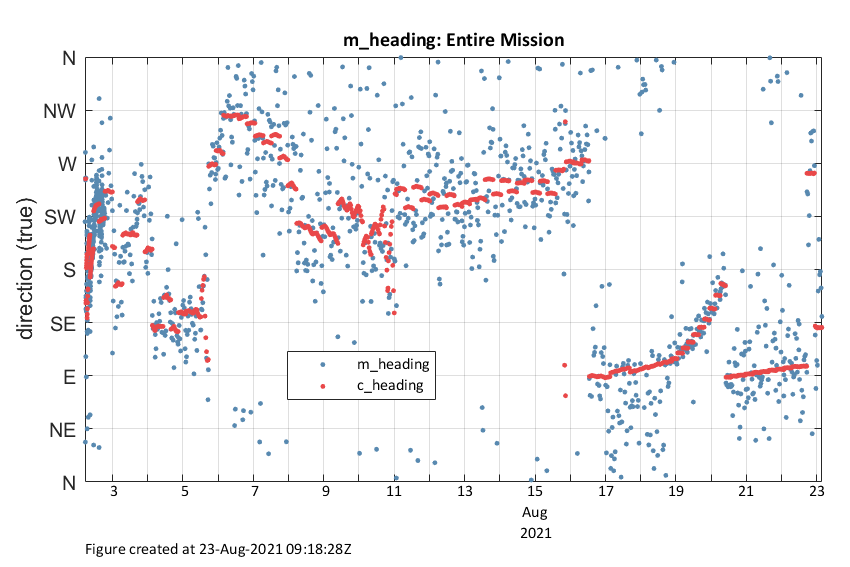 m_heading: Entire Mission
direction (true)
N
NW
W
SW
S
SE
E
NE
N
m_heading
c_heading
3 5 7 9 11 13 15 17 19 21 23
Aug
2021
Figure created at 23-Aug-2021 09:18:28Z